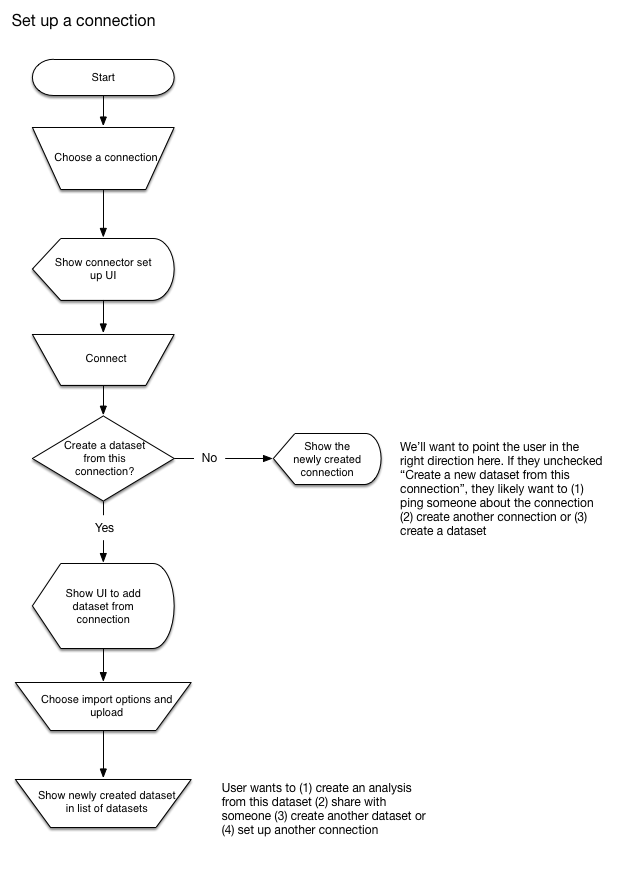 Set up a connection
Start
Choose a connection
Show connector set
up UI
Connect
Create a dataset
from this
connection?
No
Show the
newly created
connection
We’ll want to point the user in the
right direction here. If they unchecked
“Create a new dataset from this
connection”, they likely want to (1)
ping someone about the connection
(2) create another connection or (3)
create a dataset
Yes
Show UI to add
dataset from
connection
Choose import options and
upload
Show newly created dataset
in list of datasets
User wants to (1) create an analysis
from this dataset (2) share with
someone (3) create another dataset or
(4) set up another connection